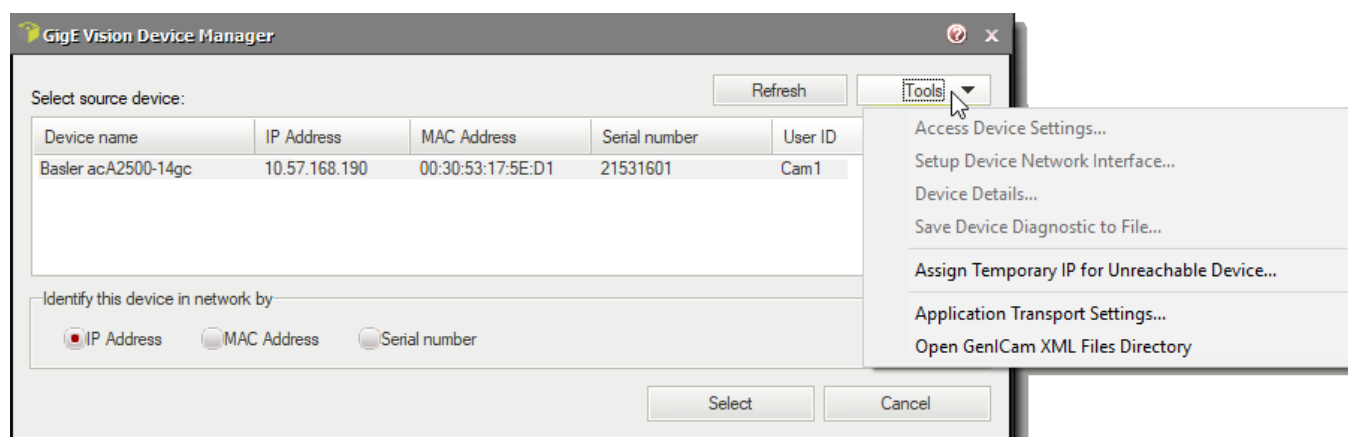 GigE Vision Device Manager
Select source device:
Refresh
Tools
Device name IP Address MAC Address Serial number User ID
Basler acA2500-14gc 10.57.168.190 00:30:53:17:5E:D1 21531601 Cam1
Access Device Settings...
Setup Device Network Interface...
Device Details...
Save Device Diagnostic to File...
Assign Temporary IP for Unreachable Device...
Application Transport Settings...
Open GenICam XML Files Directory
Identify this device in network by
IP Address MAC Address Serial number
Select Cancel